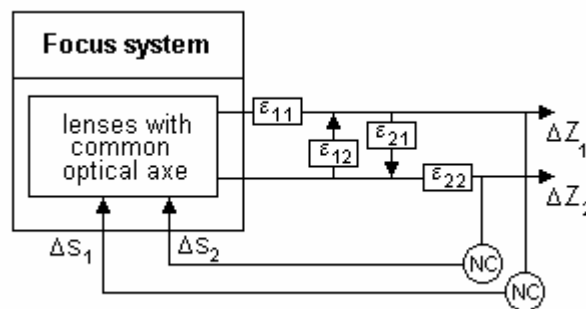 Focus system
lenses with
common
optical axe
ε11
ε12
ε21
ε22
ΔZ1
ΔZ2
ΔS1
ΔS2
NC
NC